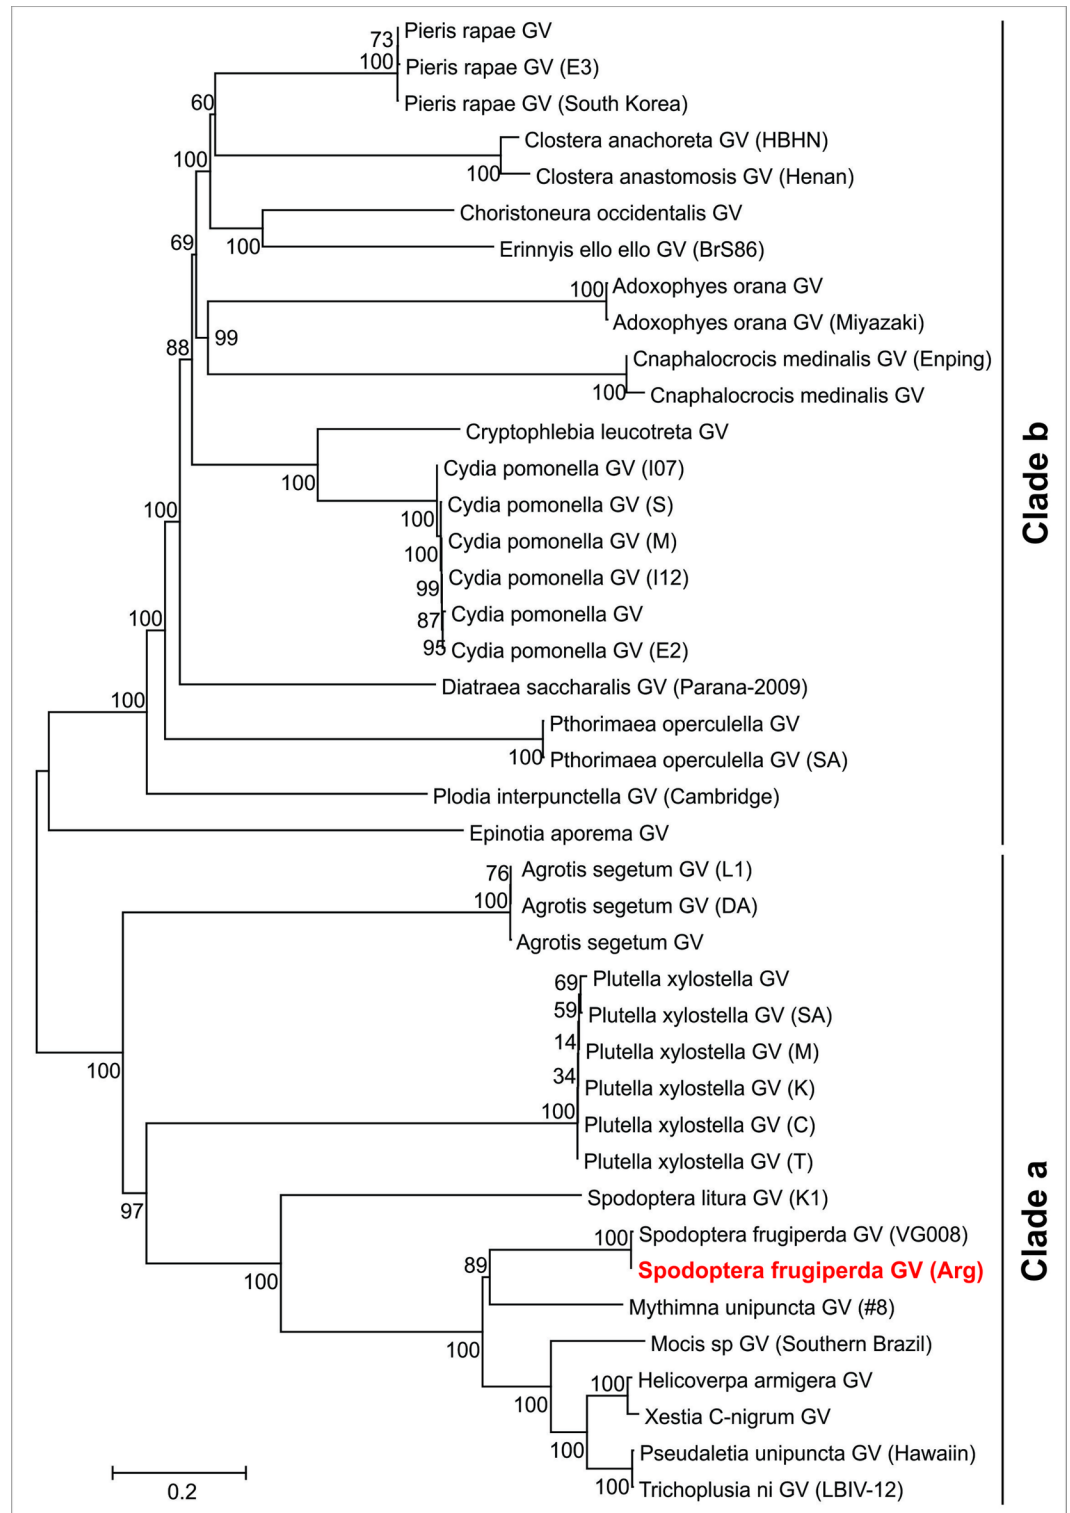 Pieris rapae GV
73
100
Pieris rapae GV (E3)
Pieris rapae GV (South Korea)
60
Clostera anachoreta GV (HBHN)
100
100
Clostera anastomosis GV (Henan)
Choristoneura occidentalis GV
69
100
Erinnyis ello ello GV (BrS86)
100
Adoxophyes orana GV
Adoxophyes orana GV (Miyazaki)
99
88
Cnaphalocrocis medinalis GV (Enping)
100
Cnaphalocrocis medinalis GV
Cryptophlebia leucotreta GV
Cydia pomonella GV (I07)
100
Cydia pomonella GV (S)
100
100
Cydia pomonella GV (M)
100
Cydia pomonella GV (I12)
99
Cydia pomonella GV
87
100
95
Cydia pomonella GV (E2)
Diatraea saccharalis GV (Parana-2009)
100
Pthorimaea operculella GV
100
Pthorimaea operculella GV (SA)
Plodia interpunctella GV (Cambridge)
Epinotia aporema GV
Clade b
76
Agrotis segetum GV (L1)
100
Agrotis segetum GV (DA)
Agrotis segetum GV
69
Plutella xylostella GV
59
Plutella xylostella GV (SA)
14
Plutella xylostella GV (M)
100
34
Plutella xylostella GV (K)
100
Plutella xylostella GV (C)
Plutella xylostella GV (T)
97
Spodoptera litura GV (K1)
100
Spodoptera frugiperda GV (VG008)
89
100
Spodoptera frugiperda GV (Arg)
Mythimna unipuncta GV (#8)
100
Mocis sp GV (Southern Brazil)
100
Helicoverpa armigera GV
100
Xestia C-nigrum GV
100
Pseudaletia unipuncta GV (Hawaiin)
100
Trichoplusia ni GV (LBIV-12)
Clade a
0.2